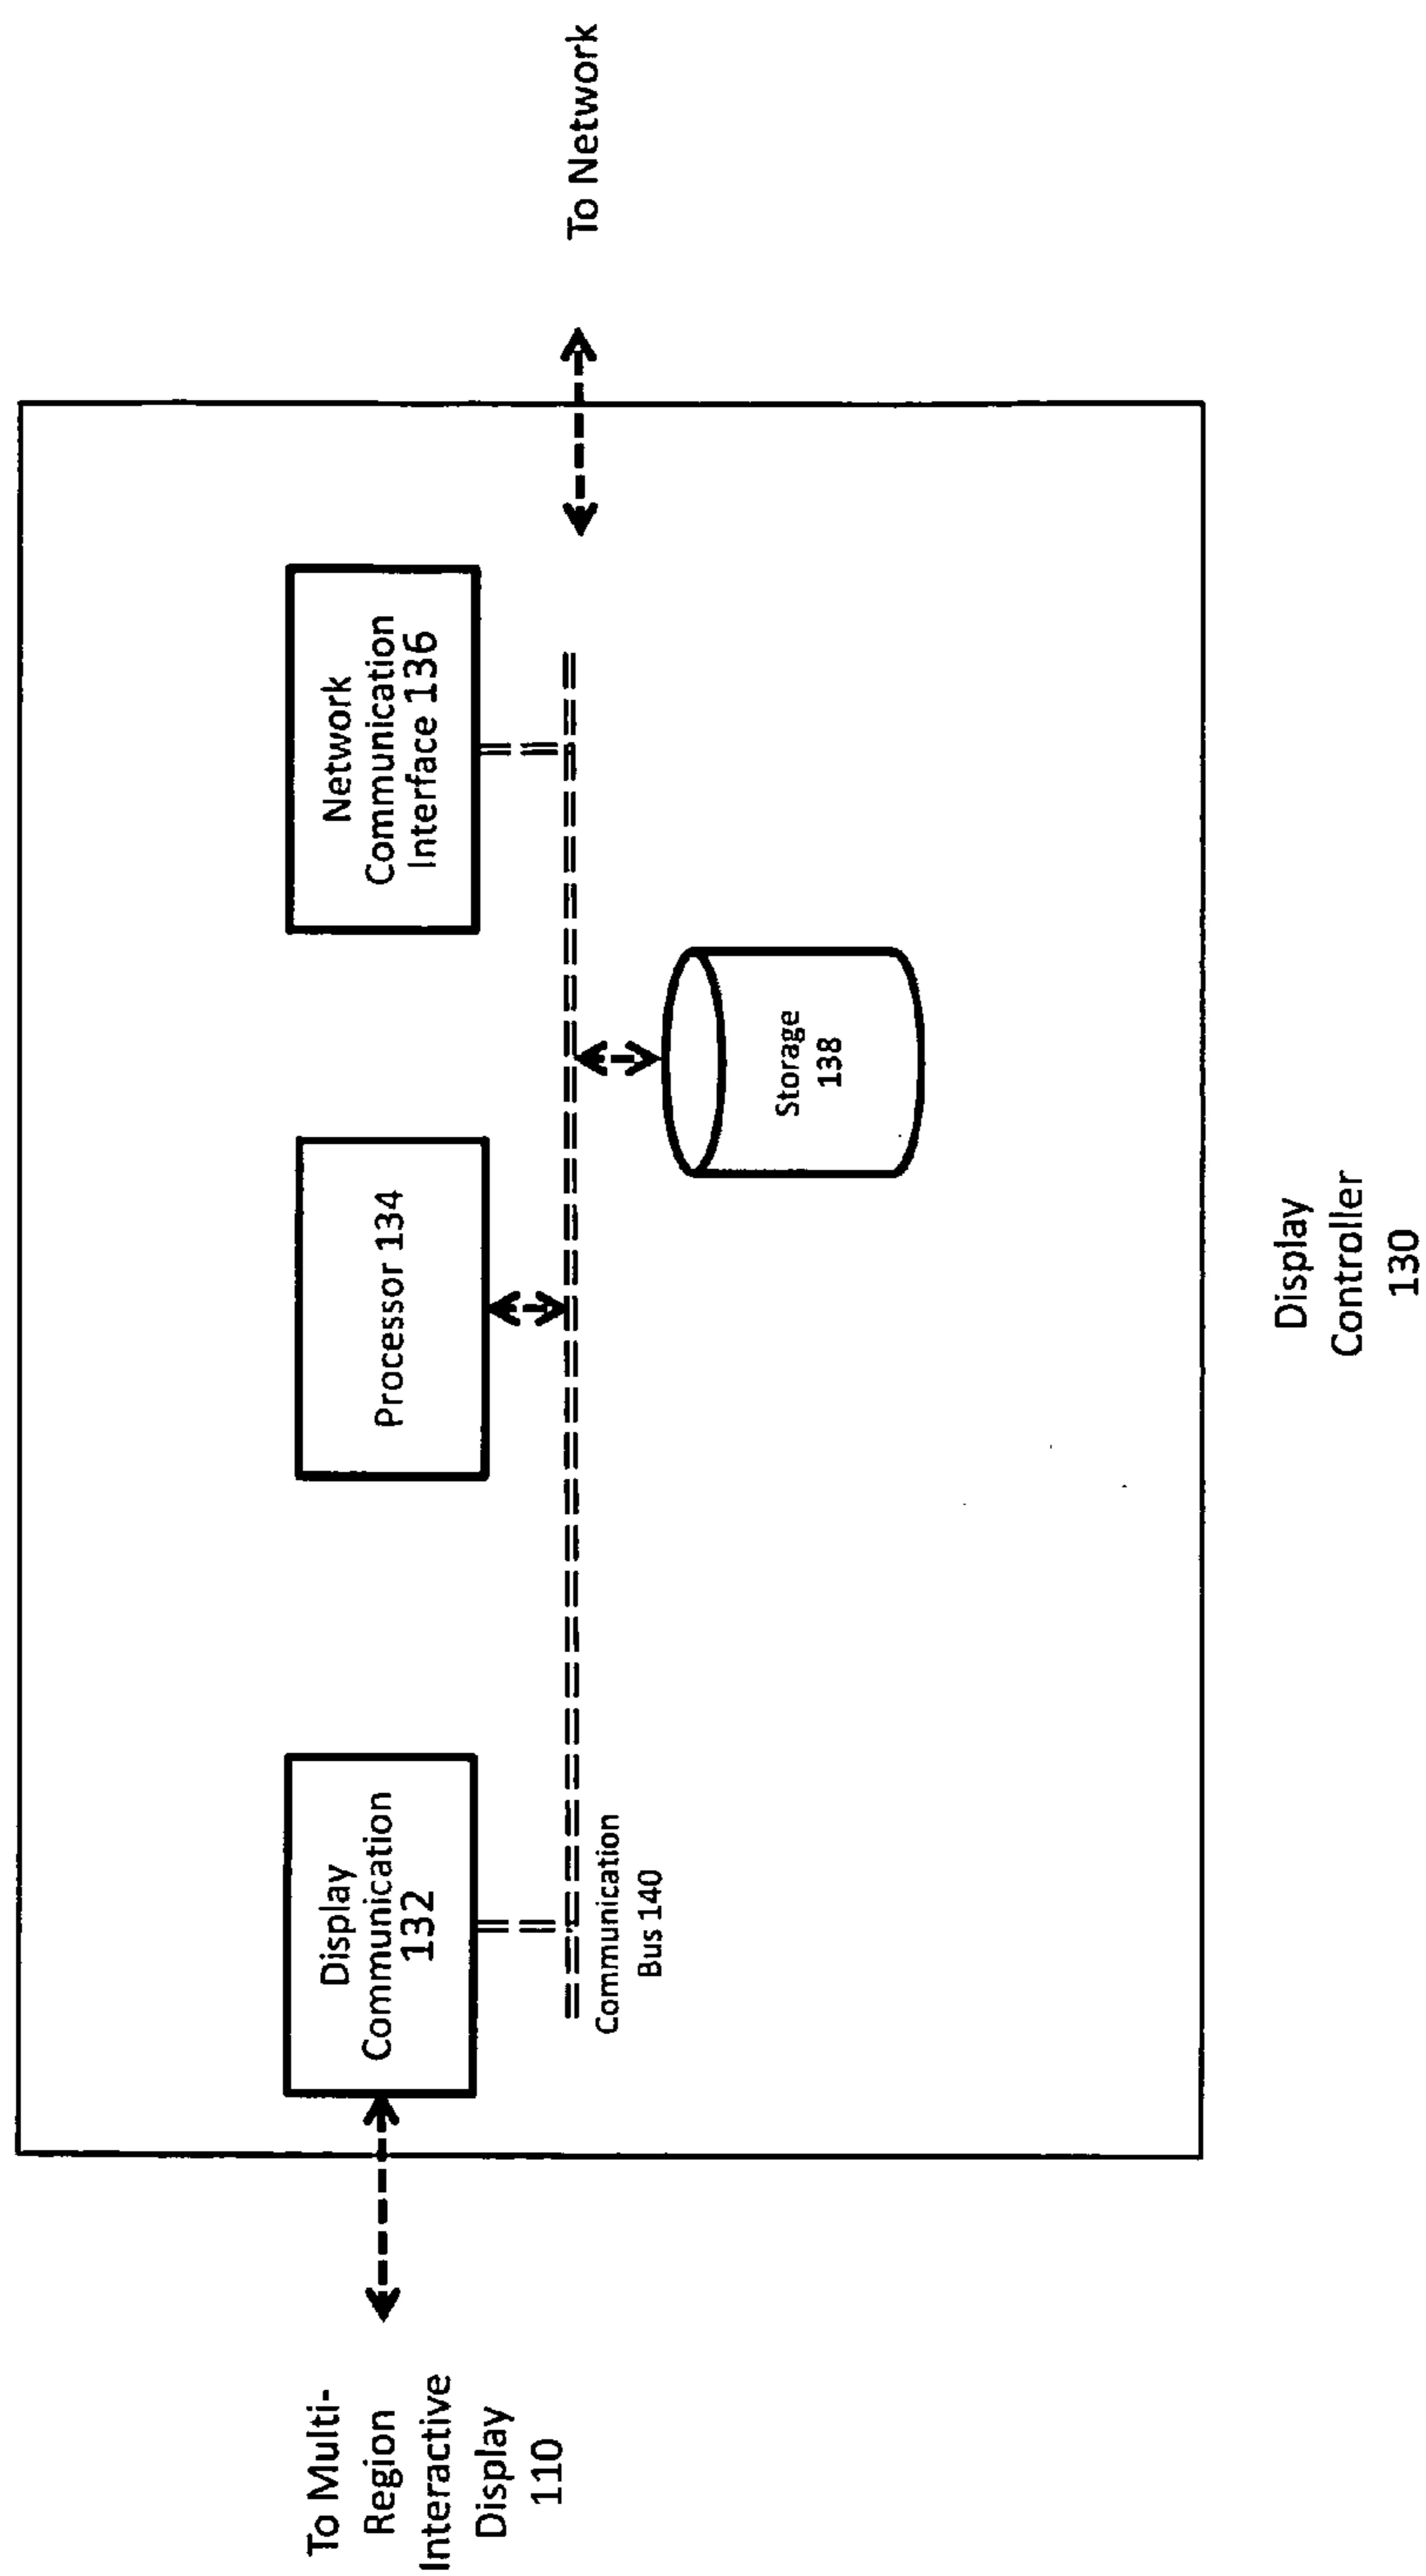 To Multi-
Region
Interactive
Display
110
Display
Communication
132
Processor 134
Network
Communication
Interface 136
To Network
Communication
Bus 140
Storage
138
Display
Controller
130